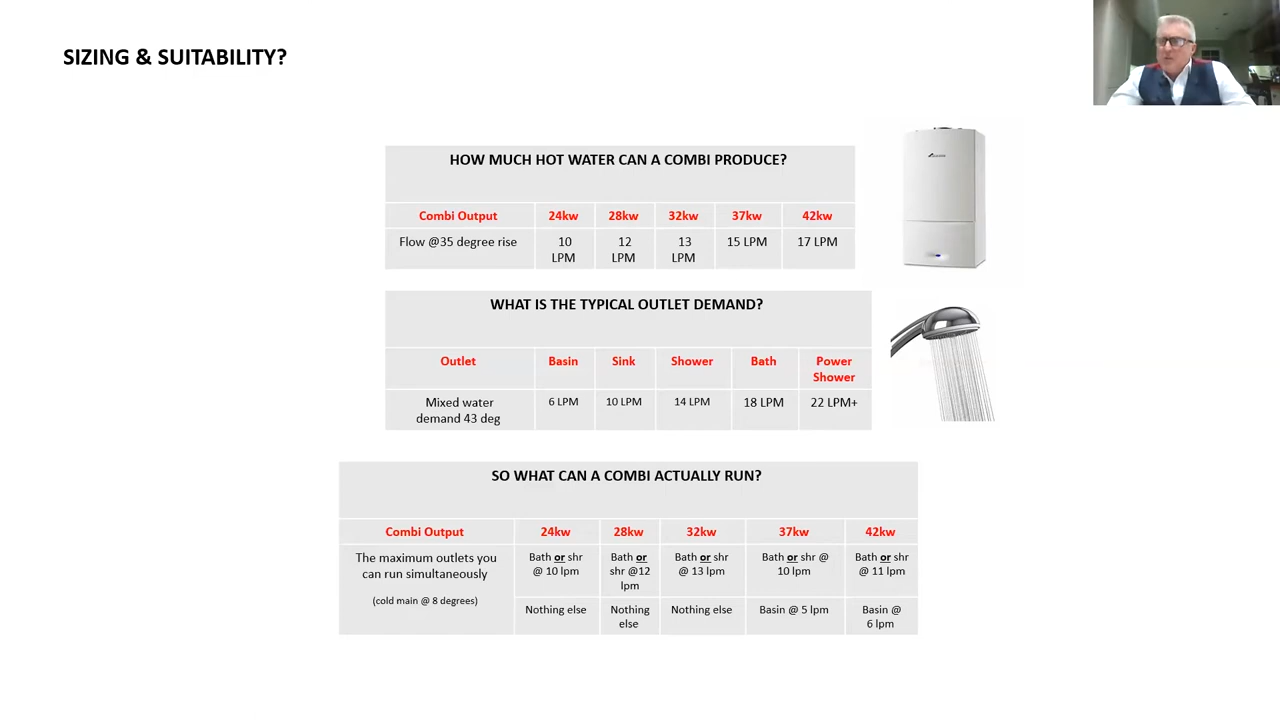 SIZING & SUITABILITY?
HOW MUCH HOT WATER CAN A COMBI PRODUCE?
Combi Output 24kw 28kw 32kw 37kw 42kw
Flow @35 degree rise 10 LPM 12 LPM 13 LPM 15 LPM 17 LPM
WHAT IS THE TYPICAL OUTLET DEMAND?
Outlet Basin Sink Shower Bath Power Shower
Mixed water demand 43 deg 6 LPM 10 LPM 14 LPM 18 LPM 22 LPM+
SO WHAT CAN A COMBI ACTUALLY RUN?
Combi Output 24kw 28kw 32kw 37kw 42kw
The maximum outlets you can run simultaneously
(cold main @ 8 degrees)
Bath or shr @ 10 lpm Bath or shr @12 lpm Bath or shr @ 13 lpm Bath or shr @ 10 lpm Bath or shr @ 11 lpm
Nothing else Nothing else Nothing else Basin @ 5 lpm Basin @ 6 lpm